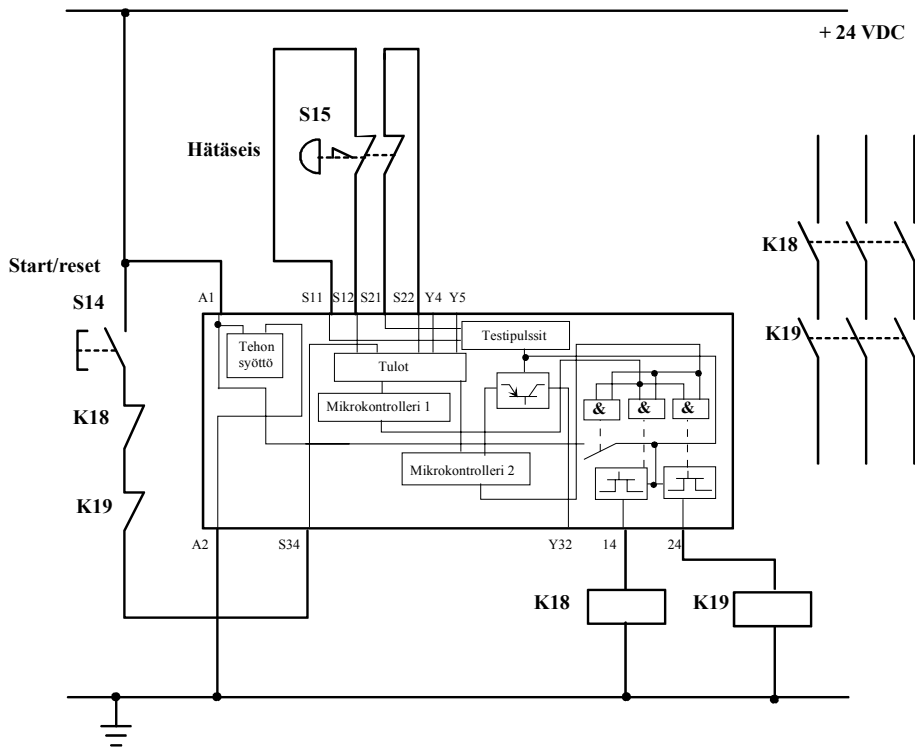 + 24 VDC
S15
Hätäseis
K18
Start/reset
A1 S11 S12 S21 S22 Y4 Y5
S14
K19
Testipulssit
Tehon
syöttö
Tulot
Mikrokontrolleri 1
& & &
K18
Mikrokontrolleri 2
K19
A2 S34 Y32 14 24
K18 K19